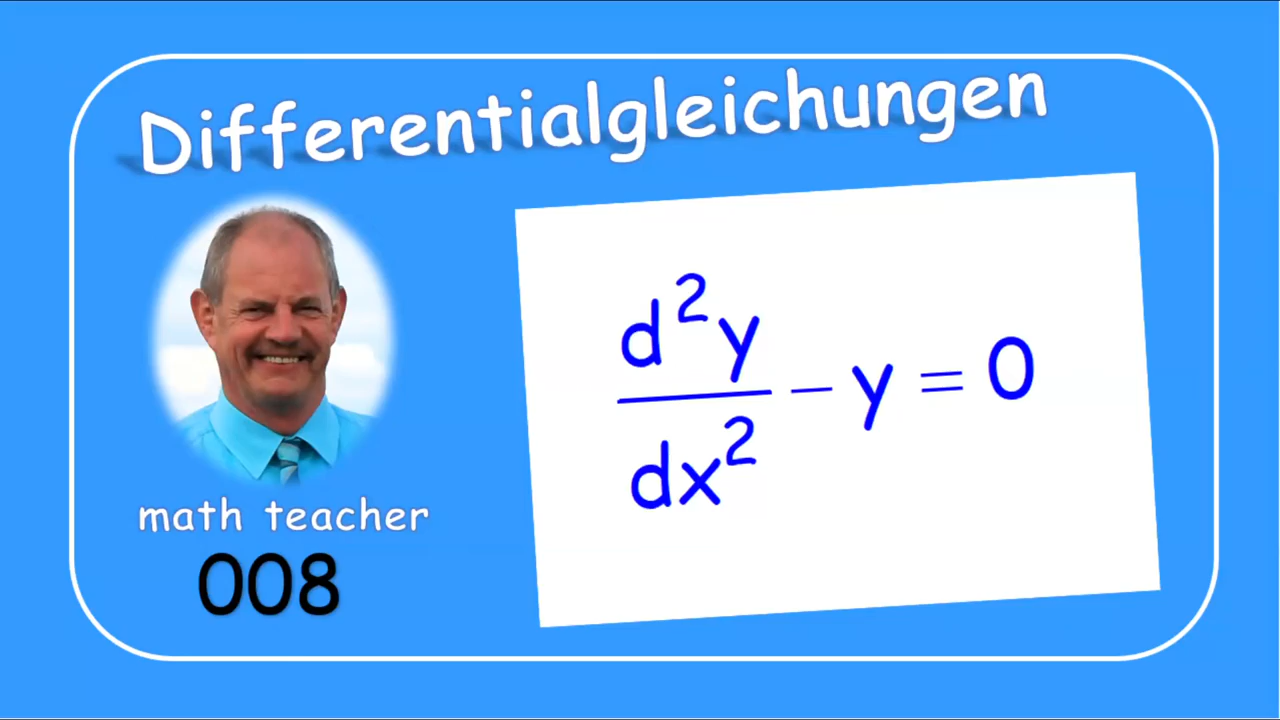 Differentialgleichungen
d²y
dx²
− y = 0
math teacher
008